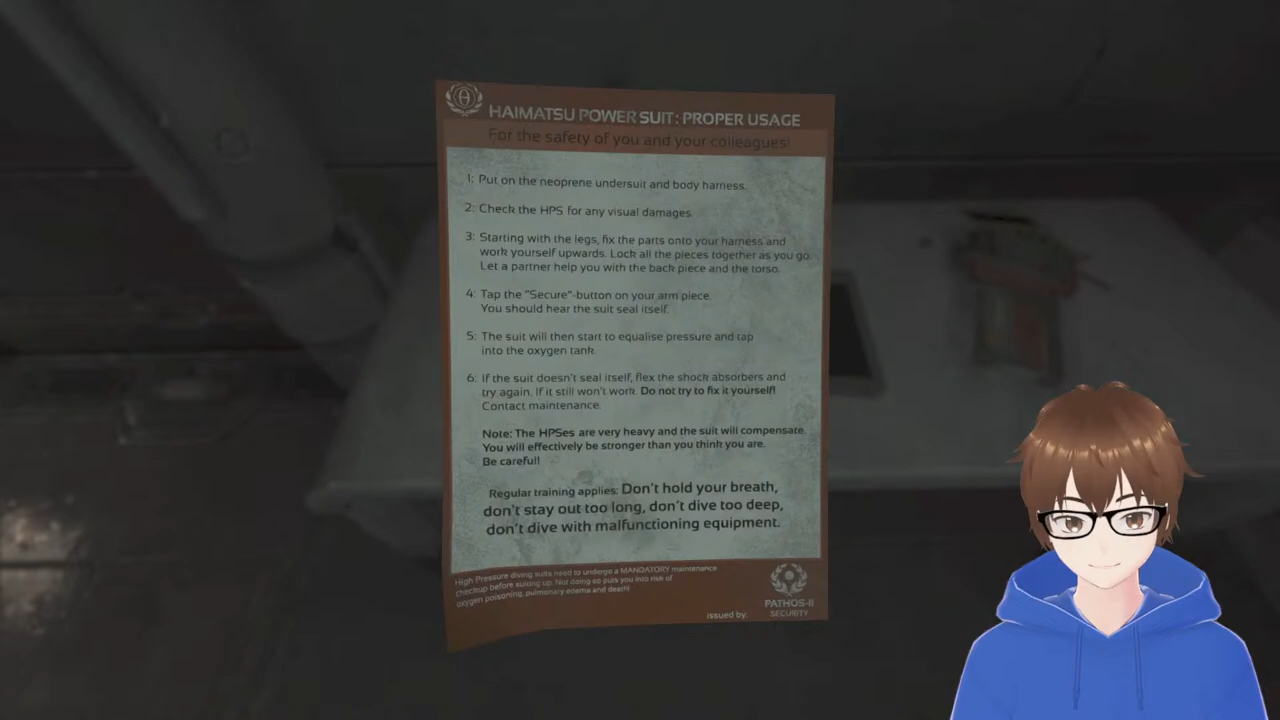 HAIMATSU POWER SUIT: PROPER USAGE
For the safety of you and your colleagues!
1: Put on the neoprene undersuit and body harness.
2: Check the HPS for any visual damages.
3: Starting with the legs, fix the parts onto your harness and
work yourself upwards. Lock all the pieces together as you go.
Let a partner help you with the back piece and the torso.
4: Tap the "Secure"-button on your arm piece.
You should hear the suit seal itself.
5: The suit will then start to equalise pressure and tap
into the oxygen tank.
6: If the suit doesn't seal itself, flex the shock absorbers and
try again. If it still won't work. Do not try to fix it yourself!
Contact maintenance.
Note: The HPSes are very heavy and the suit will compensate.
You will effectively be stronger than you think you are.
Be careful!
Regular training applies: Don't hold your breath,
don't stay out too long, don't dive too deep,
don't dive with malfunctioning equipment.
High Pressure diving suits need to undergo a MANDATORY maintenance
checkup before suiting up. Not doing so puts you into risk of
oxygen poisoning, pulmonary edema and death!
issued by:
PATHOS-II
SECURITY